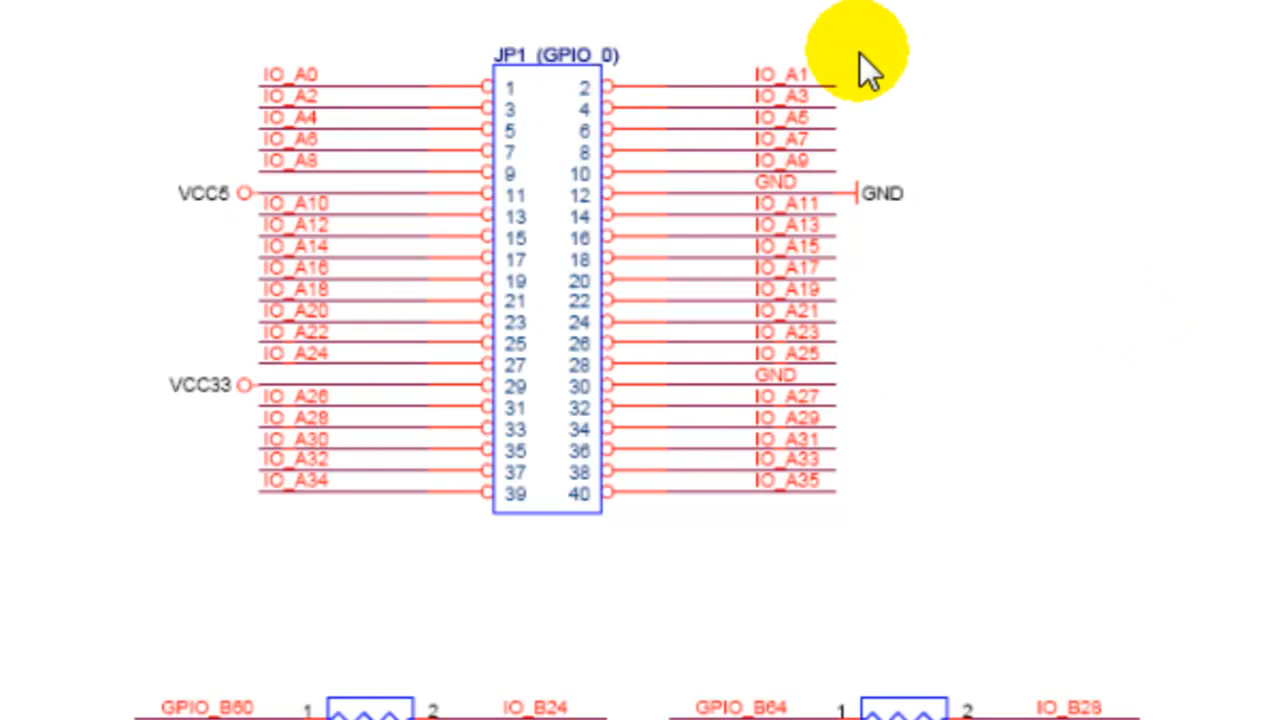 JP1 (GPIO 0)
IO_A0 1 2 IO_A1
IO_A2 3 4 IO_A3
IO_A4 5 6 IO_A5
IO_A6 7 8 IO_A7
IO_A8 9 10 IO_A9
VCC5 11 12 GND GND
IO_A10 13 14 IO_A11
IO_A12 15 16 IO_A13
IO_A14 17 18 IO_A15
IO_A16 19 20 IO_A17
IO_A18 21 22 IO_A19
IO_A20 23 24 IO_A21
IO_A22 25 26 IO_A23
IO_A24 27 28 IO_A25
VCC33 29 30 GND
IO_A26 31 32 IO_A27
IO_A28 33 34 IO_A29
IO_A30 35 36 IO_A31
IO_A32 37 38 IO_A33
IO_A34 39 40 IO_A35
GPIO_B60 1 2 IO_B24 GPIO_B64 1 2 IO_B28